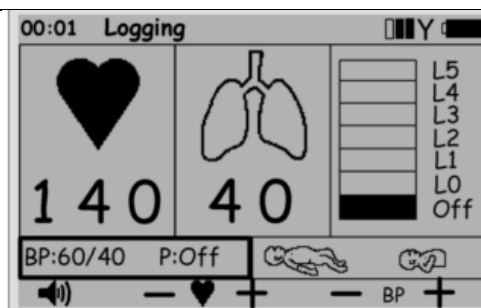 00:01 Logging Y
140
40
L5
L4
L3
L2
L1
L0
Off
BP:60/40 P:Off
— + — BP +